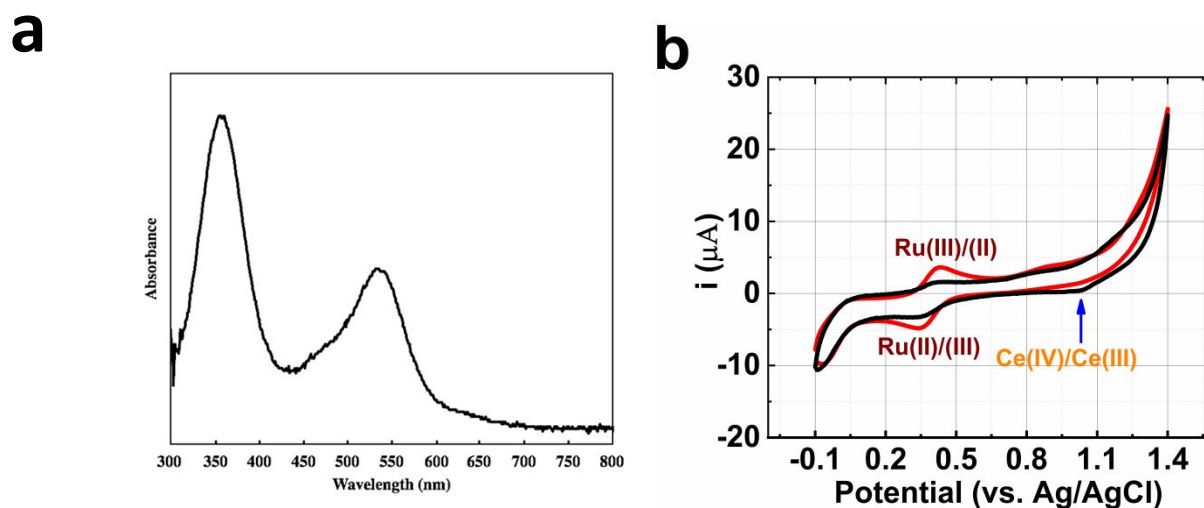 a
Absorbance
300 350 400 450 500 550 600 650 700 750 800
Wavelength (nm)
b
30
20
10
0
-10
-20
i (μA)
Ru(III)/(II)
Ru(II)/(III)
Ce(IV)/Ce(III)
-0.1 0.2 0.5 0.8 1.1 1.4
Potential (vs. Ag/AgCl)